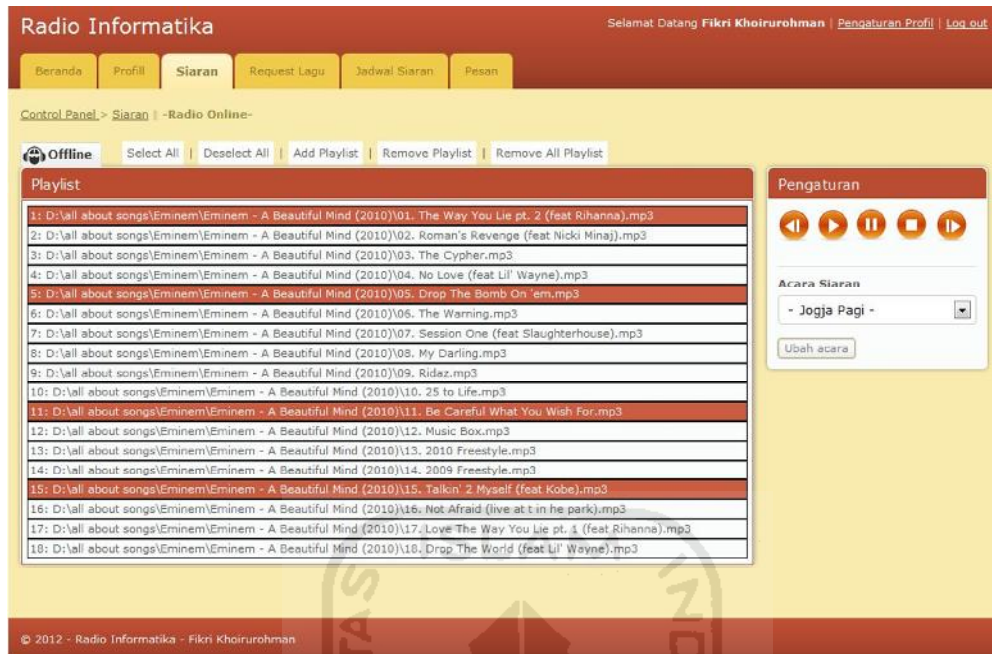 Radio Informatika
Selamat Datang Fikri Khoirurohman | Pengaturan Profil | Log out
Beranda Profill Siaran Request Lagu Jadwal Siaran Pesan
Control Panel > Siaran | -Radio Online-
Offline Select All | Deselect All | Add Playlist | Remove Playlist | Remove All Playlist
Playlist
1: D:\all about songs\Eminem\Eminem - A Beautiful Mind (2010)\01. The Way You Lie pt. 2 (feat Rihanna).mp3
2: D:\all about songs\Eminem\Eminem - A Beautiful Mind (2010)\02. Roman's Revenge (feat Nicki Minaj).mp3
3: D:\all about songs\Eminem\Eminem - A Beautiful Mind (2010)\03. The Cypher.mp3
4: D:\all about songs\Eminem\Eminem - A Beautiful Mind (2010)\04. No Love (feat Lil' Wayne).mp3
5: D:\all about songs\Eminem\Eminem - A Beautiful Mind (2010)\05. Drop The Bomb On 'em.mp3
6: D:\all about songs\Eminem\Eminem - A Beautiful Mind (2010)\06. The Warning.mp3
7: D:\all about songs\Eminem\Eminem - A Beautiful Mind (2010)\07. Session One (feat Slaughterhouse).mp3
8: D:\all about songs\Eminem\Eminem - A Beautiful Mind (2010)\08. My Darling.mp3
9: D:\all about songs\Eminem\Eminem - A Beautiful Mind (2010)\09. Ridaz.mp3
10: D:\all about songs\Eminem\Eminem - A Beautiful Mind (2010)\10. 25 to Life.mp3
11: D:\all about songs\Eminem\Eminem - A Beautiful Mind (2010)\11. Be Careful What You Wish For.mp3
12: D:\all about songs\Eminem\Eminem - A Beautiful Mind (2010)\12. Music Box.mp3
13: D:\all about songs\Eminem\Eminem - A Beautiful Mind (2010)\13. 2010 Freestyle.mp3
14: D:\all about songs\Eminem\Eminem - A Beautiful Mind (2010)\14. 2009 Freestyle.mp3
15: D:\all about songs\Eminem\Eminem - A Beautiful Mind (2010)\15. Talkin' 2 Myself (feat Kobe).mp3
16: D:\all about songs\Eminem\Eminem - A Beautiful Mind (2010)\16. Not Afraid (live at t in he park).mp3
17: D:\all about songs\Eminem\Eminem - A Beautiful Mind (2010)\17. Love The Way You Lie pt. 1 (feat Rihanna).mp3
18: D:\all about songs\Eminem\Eminem - A Beautiful Mind (2010)\18. Drop The World (feat Lil' Wayne).mp3
Pengaturan
Acara Siaran
- Jogja Pagi -
Ubah acara
TAS ISLAM IND
© 2012 - Radio Informatika - Fikri Khoirurohman